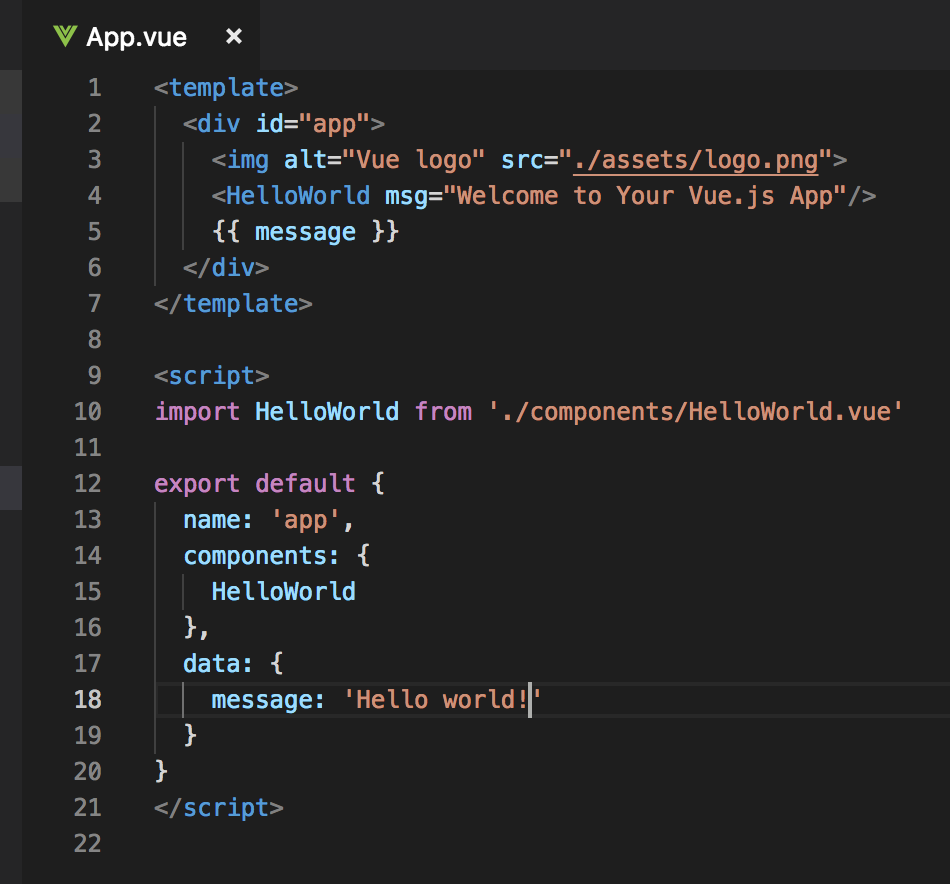 App.vue ×
1 <template>
2   <div id="app">
3     <img alt="Vue logo" src="./assets/logo.png">
4     <HelloWorld msg="Welcome to Your Vue.js App"/>
5     {{ message }}
6   </div>
7 </template>
8
9 <script>
10 import HelloWorld from './components/HelloWorld.vue'
11
12 export default {
13   name: 'app',
14   components: {
15     HelloWorld
16   },
17   data: {
18     message: 'Hello world!'
19   }
20 }
21 </script>
22